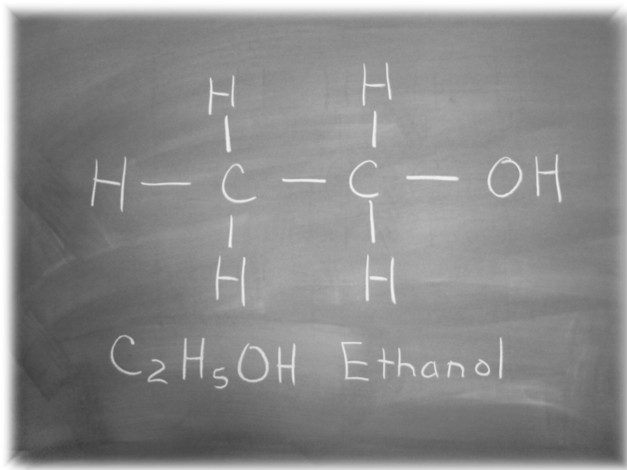 H H
H — C — C — OH
H H
C₂H₅OH Ethanol